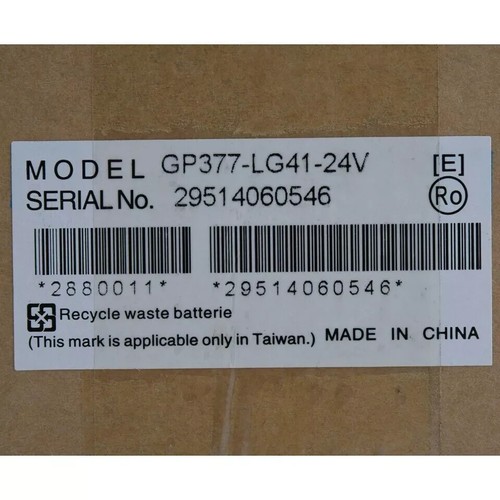 MODEL GP377-LG41-24V [E]
SERIAL No. 29514060546 Ro
*2880011* *29514060546*
Recycle waste batterie
(This mark is applicable only in Taiwan.) MADE IN CHINA